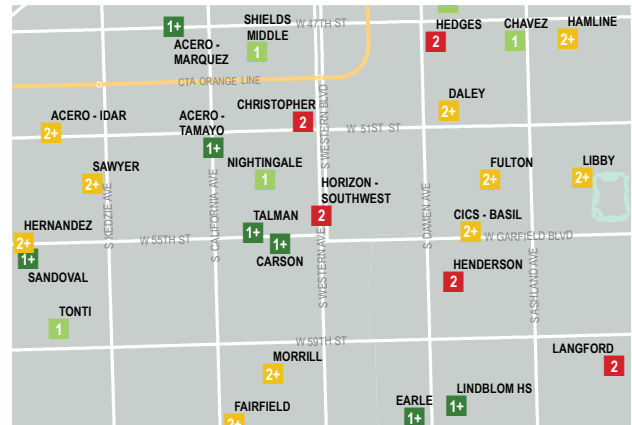 SHIELDS
MIDDLE
1
W 47TH ST
1+
ACERO -
MARQUEZ
HEDGES
2
CHAVEZ
1
HAMLINE
2+
CTA ORANGE LINE
ACERO - IDAR
2+
ACERO -
TAMAYO
1+
CHRISTOPHER
2
S WESTERN BLVD
W 51ST ST
DALEY
2+
SAWYER
2+
S KEDZIE AVE
S CALIFORNIA AVE
NIGHTINGALE
1
HORIZON -
SOUTHWEST
2
S DAMEN AVE
FULTON
2+
LIBBY
2+
HERNANDEZ
2+
1+
SANDOVAL
W 55TH ST
TALMAN
1+
1+
CARSON
S WESTERN AVE
CICS - BASIL
2+
W GARFIELD BLVD
HENDERSON
2
S ASHLAND AVE
TONTI
1
W 59TH ST
MORRILL
2+
LANGFORD
2
FAIRFIELD
2+
EARLE
1+
LINDBLOM HS
1+